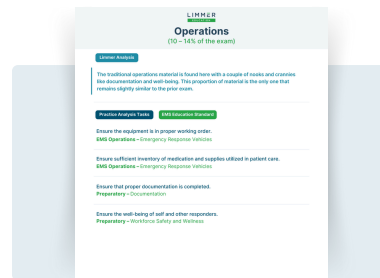 LIMMER
EDUCATION
Operations
(10 – 14% of the exam)
Limmer Analysis
The traditional operations material is found here with a couple of nooks and crannies
like documentation and well-being. This proportion of material is the only one that
remains slightly similar to the prior exam.
Practice Analysis Tasks EMS Education Standard
Ensure the equipment is in proper working order.
EMS Operations – Emergency Response Vehicles
Ensure sufficient inventory of medication and supplies utilized in patient care.
EMS Operations – Emergency Response Vehicles
Ensure that proper documentation is completed.
Preparatory – Documentation
Ensure the well-being of self and other responders.
Preparatory – Workforce Safety and Wellness